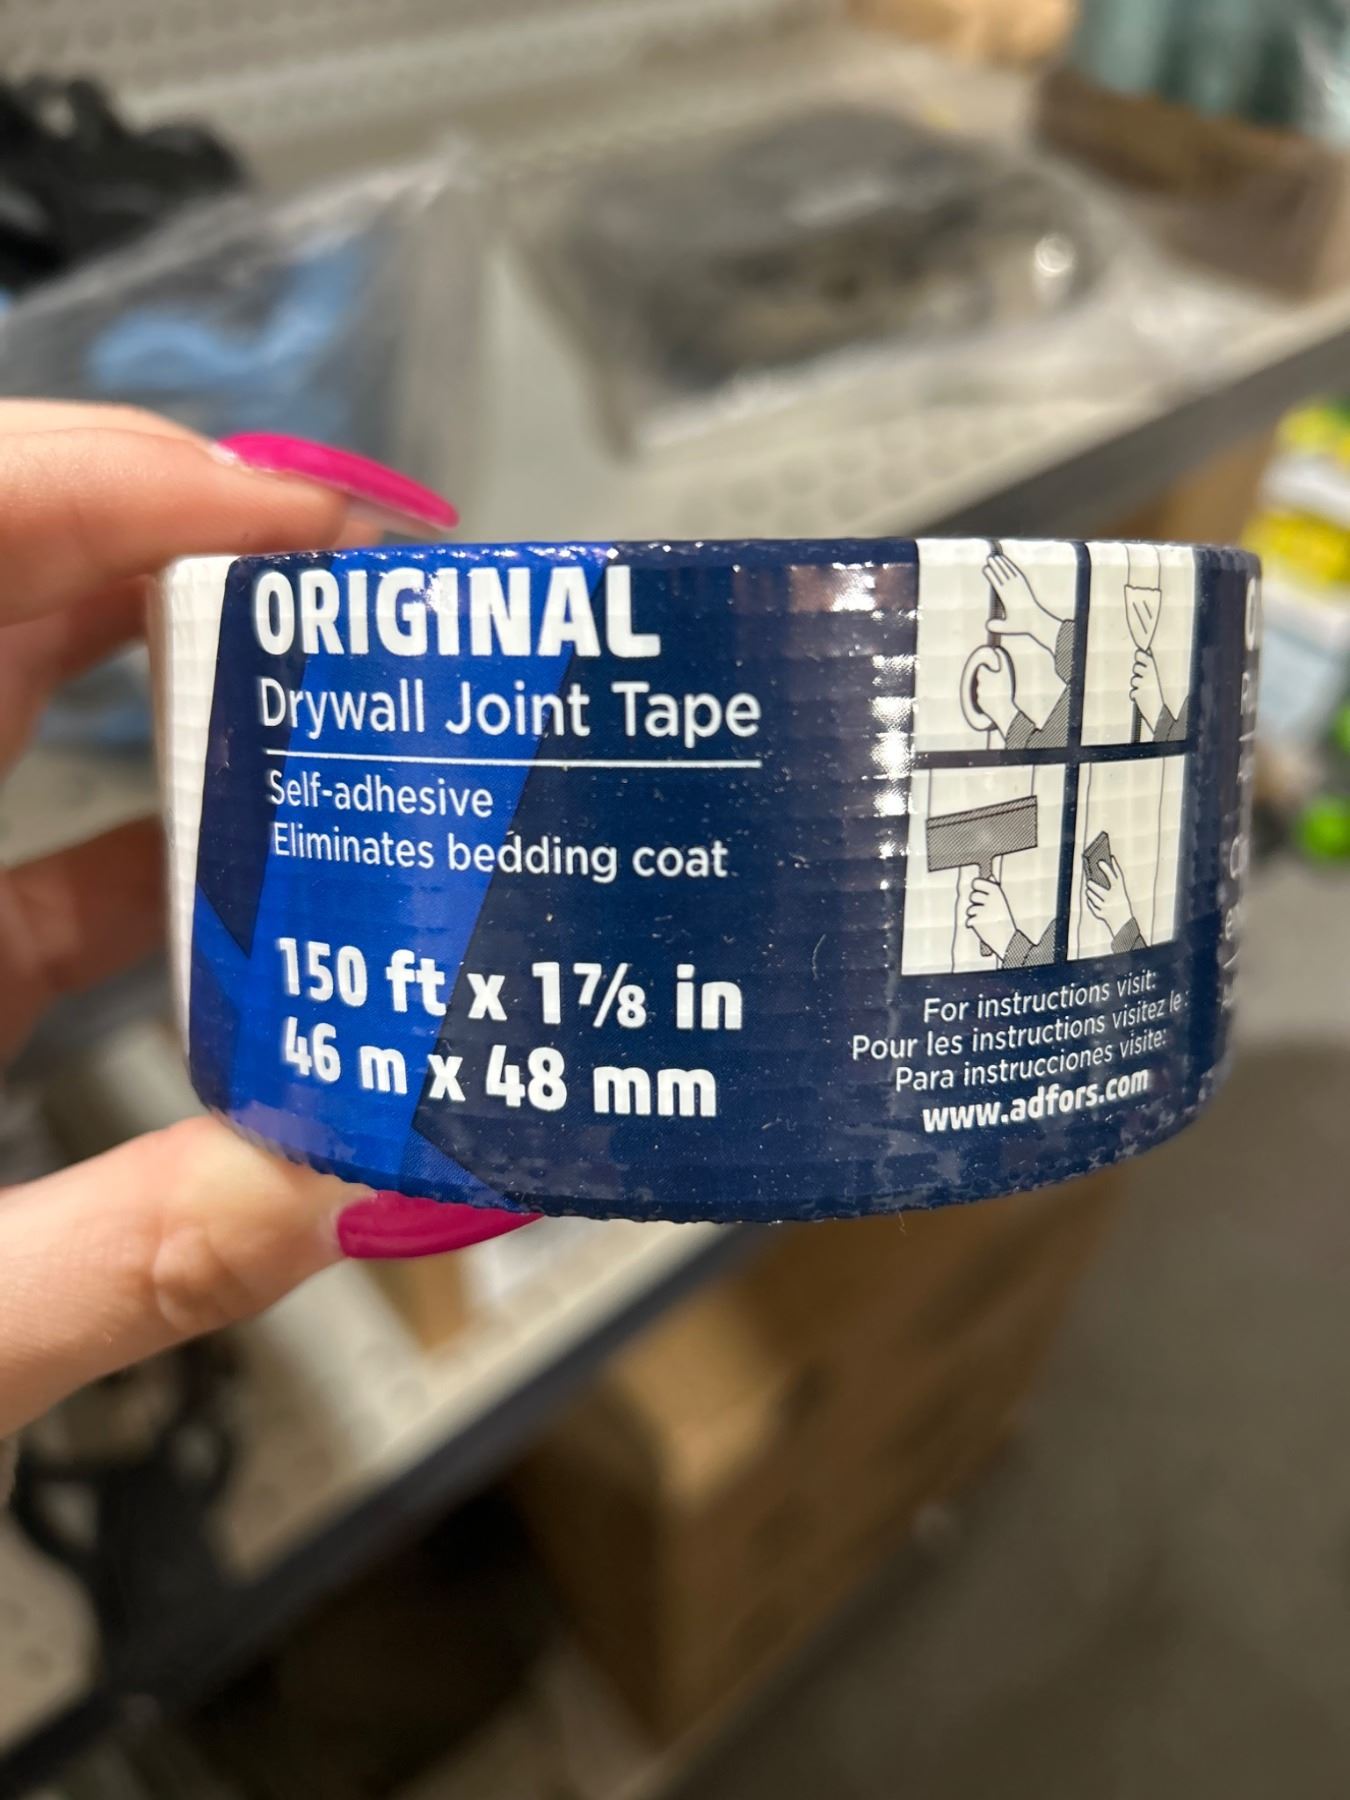 ORIGINAL
Drywall Joint Tape
Self-adhesive
Eliminates bedding coat
150 ft x 1⅞ in
46 m x 48 mm
For instructions visit:
Pour les instructions visitez le :
Para instrucciones visite:
www.adfors.com